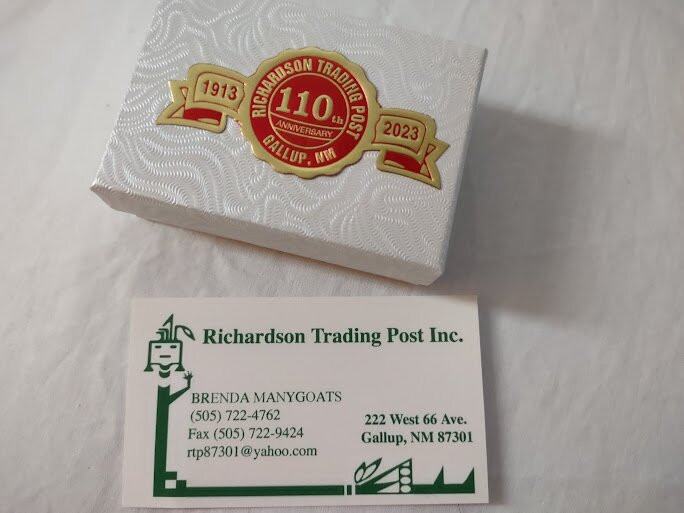 1913
RICHARDSON TRADING POST
110th
ANNIVERSARY
GALLUP, NM
2023
Richardson Trading Post Inc.
BRENDA MANYGOATS
(505) 722-4762
Fax (505) 722-9424
rtp87301@yahoo.com
222 West 66 Ave.
Gallup, NM 87301